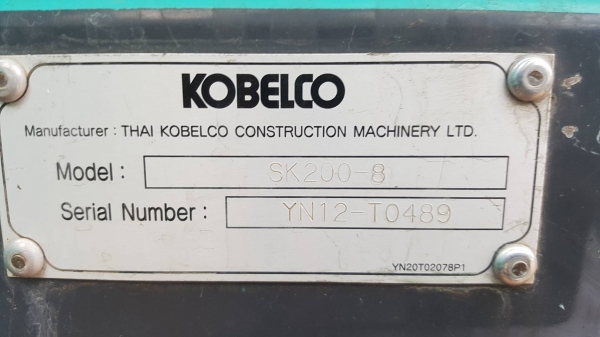 KOBELCO
Manufacturer : THAI KOBELCO CONSTRUCTION MACHINERY LTD.
Model : SK200-8
Serial Number : YN12-T0489
YN20T02078P1